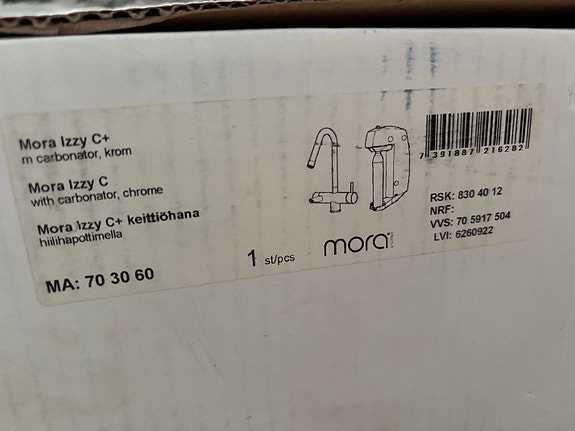 Mora Izzy C+
m carbonator, krom
Mora Izzy C
with carbonator, chrome
Mora Izzy C+ keittiöhana
hiilihapottimella
MA: 70 30 60
1 st/pcs
mora
7 391887 216282
RSK: 830 40 12
NRF:
VVS: 70 5917 504
LVI: 6260922